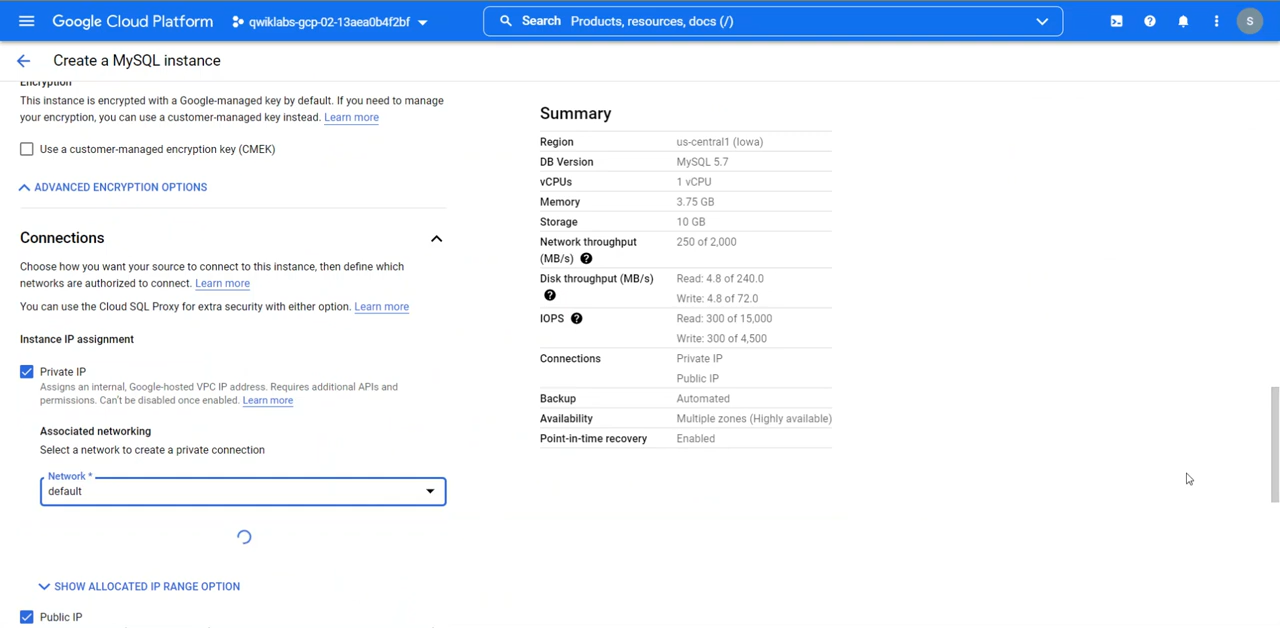 Google Cloud Platform
qwiklabs-gcp-02-13aea0b4f2bf
Search Products, resources, docs (/)
S
Create a MySQL instance
Encryption
This instance is encrypted with a Google-managed key by default. If you need to manage
your encryption, you can use a customer-managed key instead. Learn more
Use a customer-managed encryption key (CMEK)
ADVANCED ENCRYPTION OPTIONS
Connections
Choose how you want your source to connect to this instance, then define which
networks are authorized to connect. Learn more
You can use the Cloud SQL Proxy for extra security with either option. Learn more
Instance IP assignment
Private IP
Assigns an internal, Google-hosted VPC IP address. Requires additional APIs and
permissions. Can't be disabled once enabled. Learn more
Associated networking
Select a network to create a private connection
Network *
default
SHOW ALLOCATED IP RANGE OPTION
Public IP
Summary
Region us-central1 (Iowa)
DB Version MySQL 5.7
vCPUs 1 vCPU
Memory 3.75 GB
Storage 10 GB
Network throughput 250 of 2,000
(MB/s)
Disk throughput (MB/s) Read: 4.8 of 240.0
Write: 4.8 of 72.0
IOPS Read: 300 of 15,000
Write: 300 of 4,500
Connections Private IP
Public IP
Backup Automated
Availability Multiple zones (Highly available)
Point-in-time recovery Enabled